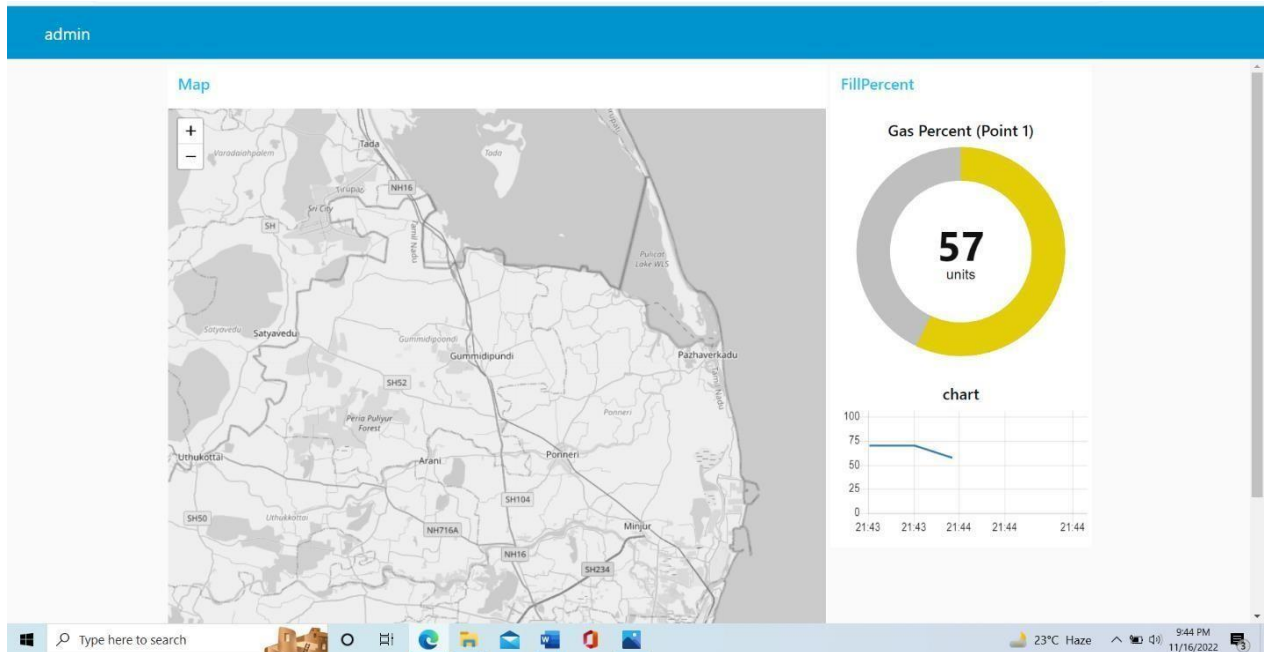 admin
Map
FillPercent
+
−
Tada
Varadaiahpalem
Tada
Tirupati
NH16
Sri City
SH
Tamil Nadu
Pulicat
Lake WLS
Satyavedu
Satyavedu
Gummidipoondi
Gummidipundi
Pazhaverkadu
Tamil Nadu
SH52
Peria Puliyur
Forest
Ponneri
Uthukottai
Arani
Ponneri
SH104
SH50
Uthukkottai
NH716A
Minjur
NH16
SH234
Gas Percent (Point 1)
57
units
chart
100
75
50
25
0
21:43 21:43 21:44 21:44 21:44
Type here to search
23°C Haze
9:44 PM
11/16/2022
3